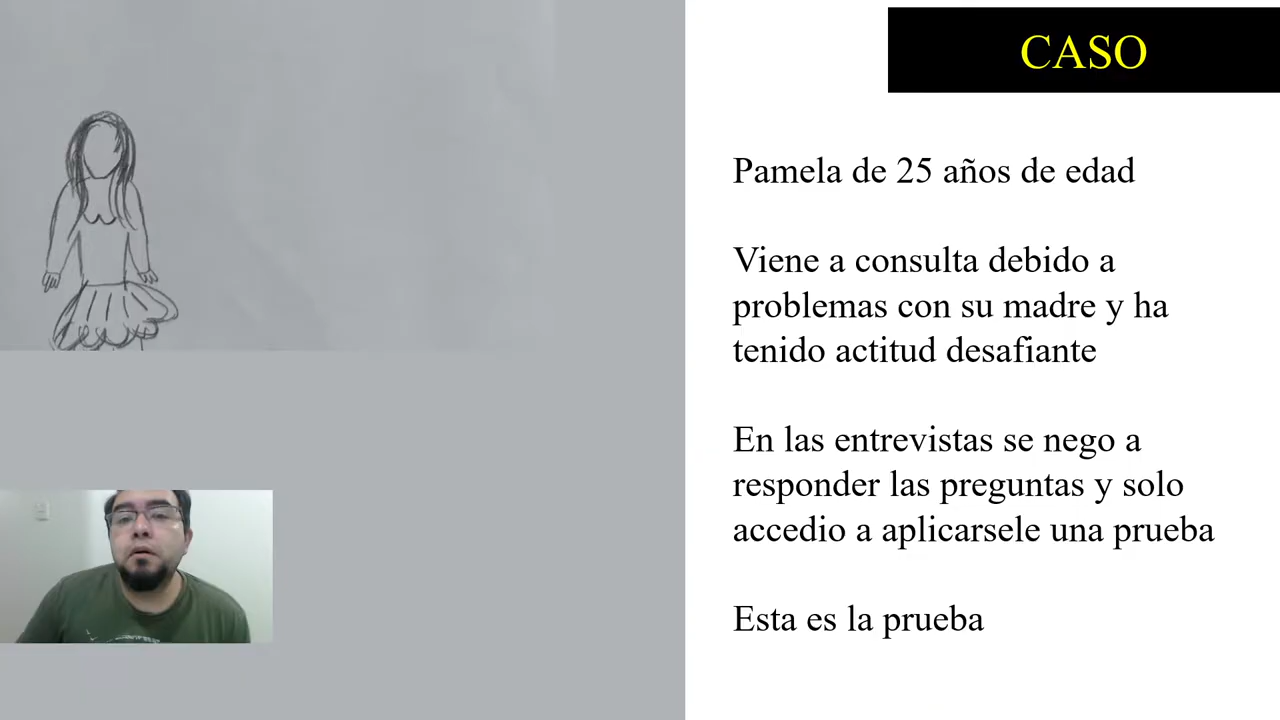 CASO
Pamela de 25 años de edad
Viene a consulta debido a
problemas con su madre y ha
tenido actitud desafiante
En las entrevistas se nego a
responder las preguntas y solo
accedio a aplicarsele una prueba
Esta es la prueba